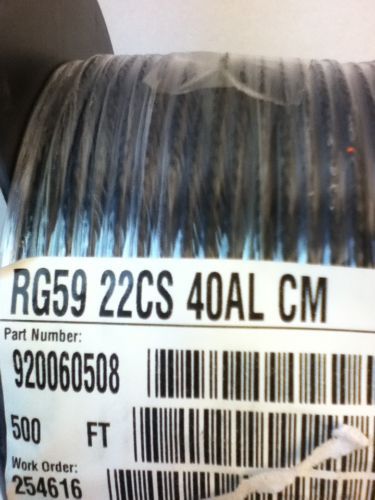 RG59 22CS 40AL CM
Part Number:
920060508
500 FT
Work Order:
254616